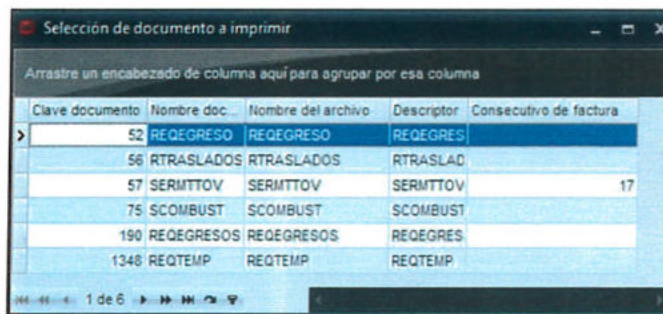 Selección de documento a imprimir
Arrastre un encabezado de columna aquí para agrupar por esa columna
Clave documento Nombre doc... Nombre del archivo Descriptor Consecutivo de factura
52 REQEGRESO REQEGRESO REQEGRES
56 RTRASLADOS RTRASLADOS RTRASLAD
57 SERMTTOV SERMTTOV SERMTTOV 17
75 SCOMBUST SCOMBUST SCOMBUST
190 REQEGRESOS REQEGRESOS REQEGRES
1348 REQTEMP REQTEMP REQTEMP
1 de 6